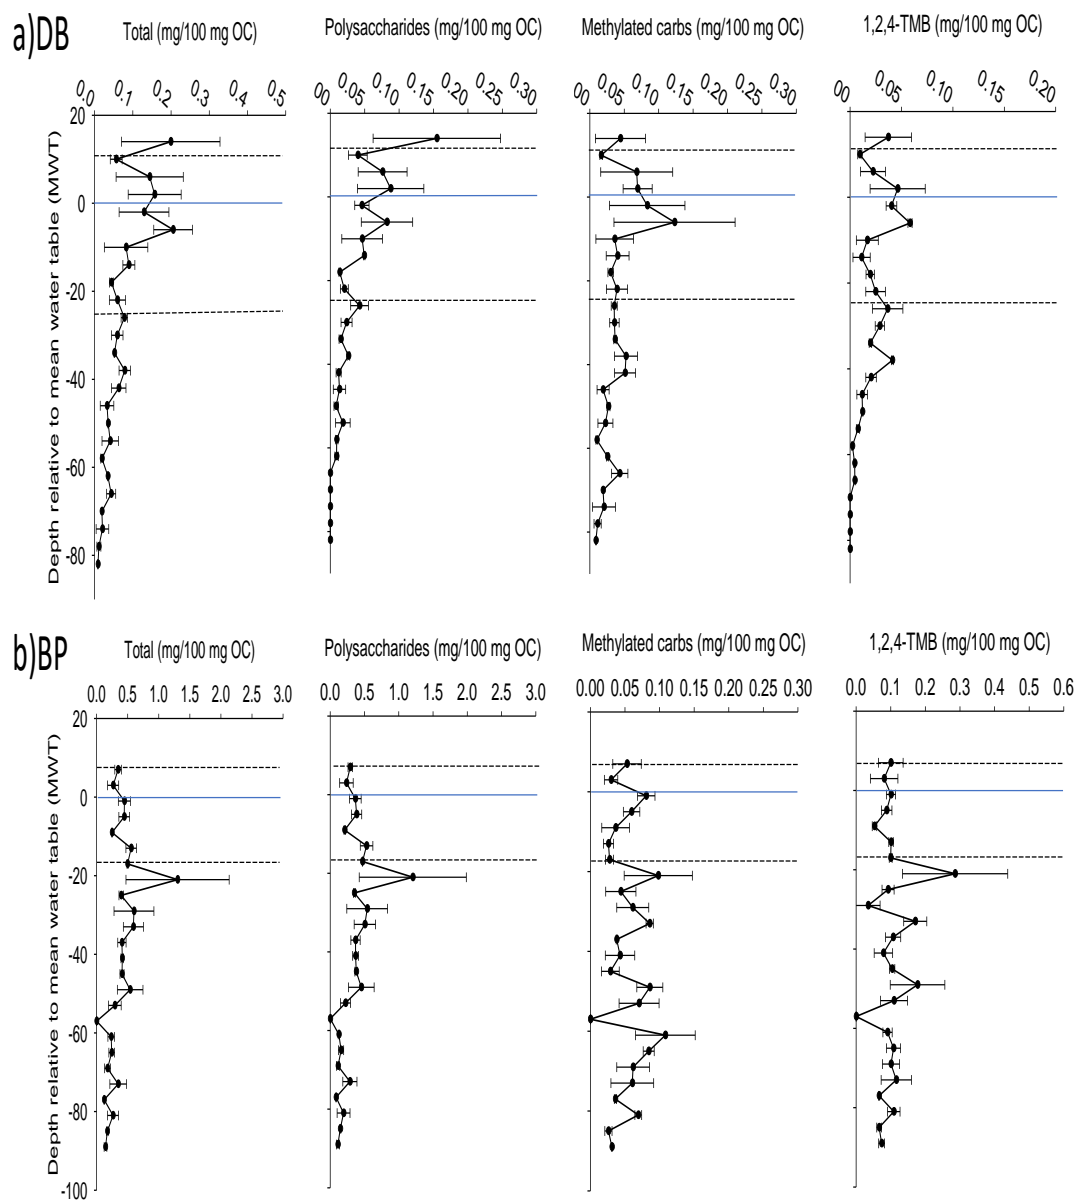 a)DB
Total (mg/100 mg OC)
Polysaccharides (mg/100 mg OC)
Methylated carbs (mg/100 mg OC)
1,2,4-TMB (mg/100 mg OC)
0.0 0.1 0.2 0.3 0.4 0.5
0.00 0.05 0.10 0.15 0.20 0.25 0.30
0.00 0.05 0.10 0.15 0.20 0.25 0.30
0.00 0.05 0.10 0.15 0.20
Depth relative to mean water table (MWT)
20
0
-20
-40
-60
-80
b)BP
Total (mg/100 mg OC)
Polysaccharides (mg/100 mg OC)
Methylated carbs (mg/100 mg OC)
1,2,4-TMB (mg/100 mg OC)
0.0 0.5 1.0 1.5 2.0 2.5 3.0
0.0 0.5 1.0 1.5 2.0 2.5 3.0
0.00 0.05 0.10 0.15 0.20 0.25 0.30
0.0 0.1 0.2 0.3 0.4 0.5 0.6
Depth relative to mean water table (MWT)
20
0
-20
-40
-60
-80
-100